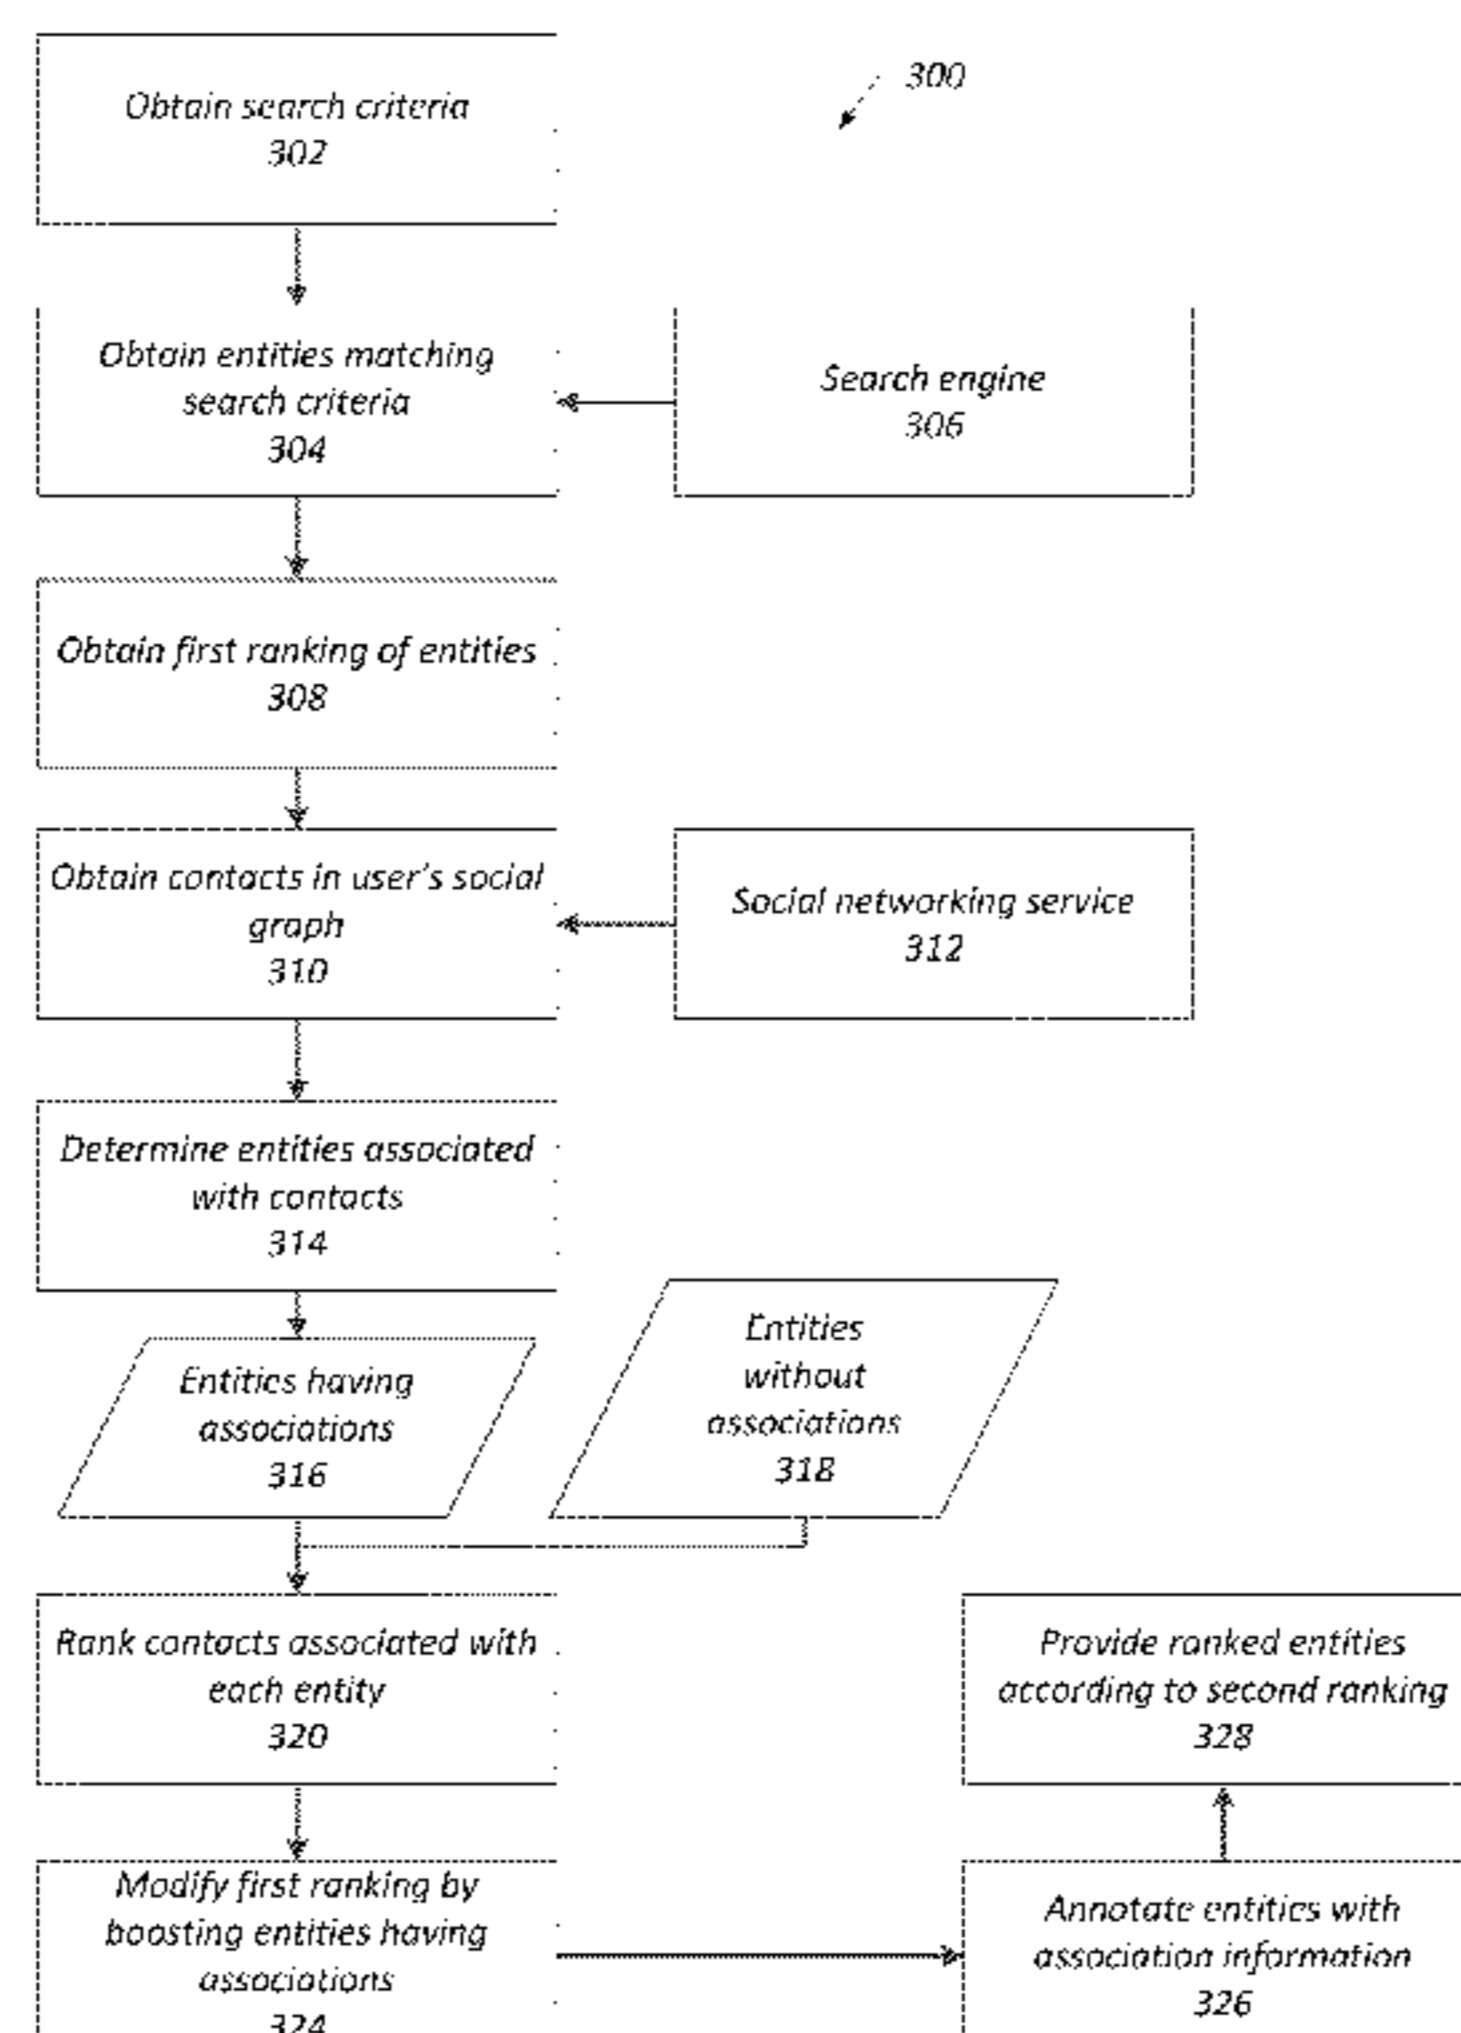 300
Obtain search criteria
302
Obtain entities matching
search criteria
304
Search engine
306
Obtain first ranking of entities
308
Obtain contacts in user's social
graph
310
Social networking service
312
Determine entities associated
with contacts
314
Entities having
associations
316
Entities
without
associations
318
Rank contacts associated with
each entity
320
Modify first ranking by
boosting entities having
associations
324
Annotate entities with
association information
326
Provide ranked entities
according to second ranking
328